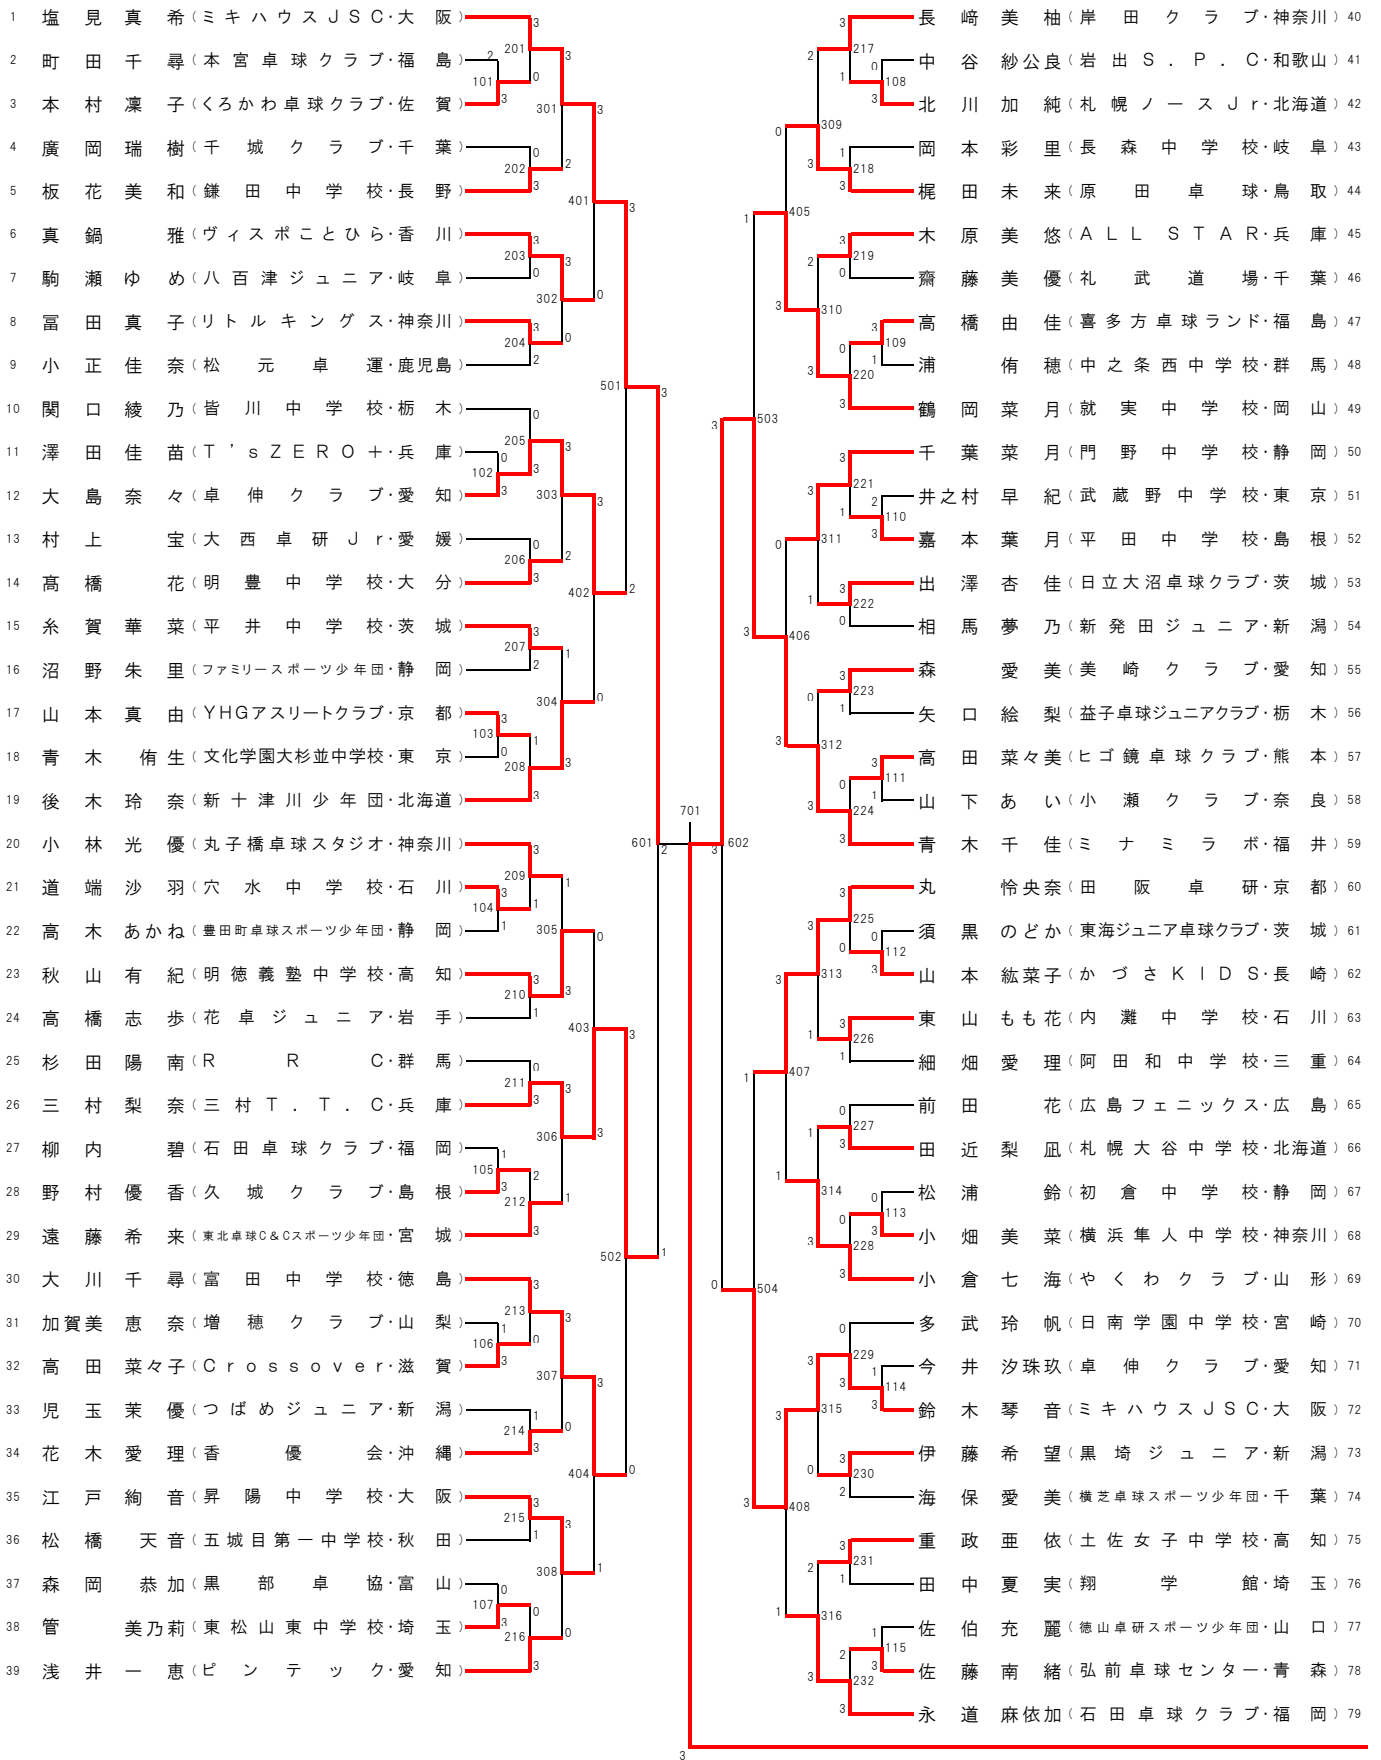 1 塩見真希(ミキハウスJSC・大阪)
2 町田千尋(本宮卓球クラブ・福島)
3 本村凜子(くろかわ卓球クラブ・佐賀)
4 廣岡瑞樹(千城クラブ・千葉)
5 板花美和(鎌田中学校・長野)
6 真鍋雅(ヴィスポことひら・香川)
7 駒瀬ゆめ(八百津ジュニア・岐阜)
8 冨田真子(リトルキングス・神奈川)
9 小正佳奈(松元卓運・鹿児島)
10 関口綾乃(皆川中学校・栃木)
11 澤田佳苗(T'sZERO+・兵庫)
12 大島奈々(卓伸クラブ・愛知)
13 村上宝(大西卓研Jr・愛媛)
14 髙橋花(明豊中学校・大分)
15 糸賀華菜(平井中学校・茨城)
16 沼野朱里(ファミリースポーツ少年団・静岡)
17 山本真由(YHGアスリートクラブ・京都)
18 青木侑生(文化学園大杉並中学校・東京)
19 後木玲奈(新十津川少年団・北海道)
20 小林光優(丸子橋卓球スタジオ・神奈川)
21 道端沙羽(穴水中学校・石川)
22 高木あかね(豊田町卓球スポーツ少年団・静岡)
23 秋山有紀(明徳義塾中学校・高知)
24 高橋志歩(花卓ジュニア・岩手)
25 杉田陽南(RRC・群馬)
26 三村梨奈(三村T.T.C・兵庫)
27 柳内碧(石田卓球クラブ・福岡)
28 野村優香(久城クラブ・島根)
29 遠藤希来(東北卓球C&Cスポーツ少年団・宮城)
30 大川千尋(富田中学校・徳島)
31 加賀美恵奈(増穂クラブ・山梨)
32 高田菜々子(Crossover・滋賀)
33 児玉茉優(つばめジュニア・新潟)
34 花木愛理(香優会・沖縄)
35 江戸絢音(昇陽中学校・大阪)
36 松橋天音(五城目第一中学校・秋田)
37 森岡恭加(黒部卓協・富山)
38 管美乃莉(東松山東中学校・埼玉)
39 浅井一恵(ピンテック・愛知)
長﨑美柚(岸田クラブ・神奈川) 40
中谷紗公良(岩出S.P.C・和歌山) 41
北川加純(札幌ノースJr・北海道) 42
岡本彩里(長森中学校・岐阜) 43
梶田未来(原田卓球・鳥取) 44
木原美悠(ALL STAR・兵庫) 45
齋藤美優(礼武道場・千葉) 46
高橋由佳(喜多方卓球ランド・福島) 47
浦侑穂(中之条西中学校・群馬) 48
鶴岡菜月(就実中学校・岡山) 49
千葉菜月(門野中学校・静岡) 50
井之村早紀(武蔵野中学校・東京) 51
嘉本葉月(平田中学校・島根) 52
出澤杏佳(日立大沼卓球クラブ・茨城) 53
相馬夢乃(新発田ジュニア・新潟) 54
森愛美(美崎クラブ・愛知) 55
矢口絵梨(益子卓球ジュニアクラブ・栃木) 56
高田菜々美(ヒゴ鏡卓球クラブ・熊本) 57
山下あい(小瀬クラブ・奈良) 58
青木千佳(ミナミラボ・福井) 59
丸怜央奈(田阪卓研・京都) 60
須黒のどか(東海ジュニア卓球クラブ・茨城) 61
山本紘菜子(かづさKIDS・長崎) 62
東山もも花(内灘中学校・石川) 63
細畑愛理(阿田和中学校・三重) 64
前田花(広島フェニックス・広島) 65
田近梨凪(札幌大谷中学校・北海道) 66
松浦鈴(初倉中学校・静岡) 67
小畑美菜(横浜隼人中学校・神奈川) 68
小倉七海(やくわクラブ・山形) 69
多武玲帆(日南学園中学校・宮崎) 70
今井汐珠玖(卓伸クラブ・愛知) 71
鈴木琴音(ミキハウスJSC・大阪) 72
伊藤希望(黒埼ジュニア・新潟) 73
海保愛美(横芝卓球スポーツ少年団・千葉) 74
重政亜依(土佐女子中学校・高知) 75
田中夏実(翔学館・埼玉) 76
佐伯充麗(徳山卓研スポーツ少年団・山口) 77
佐藤南緒(弘前卓球センター・青森) 78
永道麻依加(石田卓球クラブ・福岡) 79